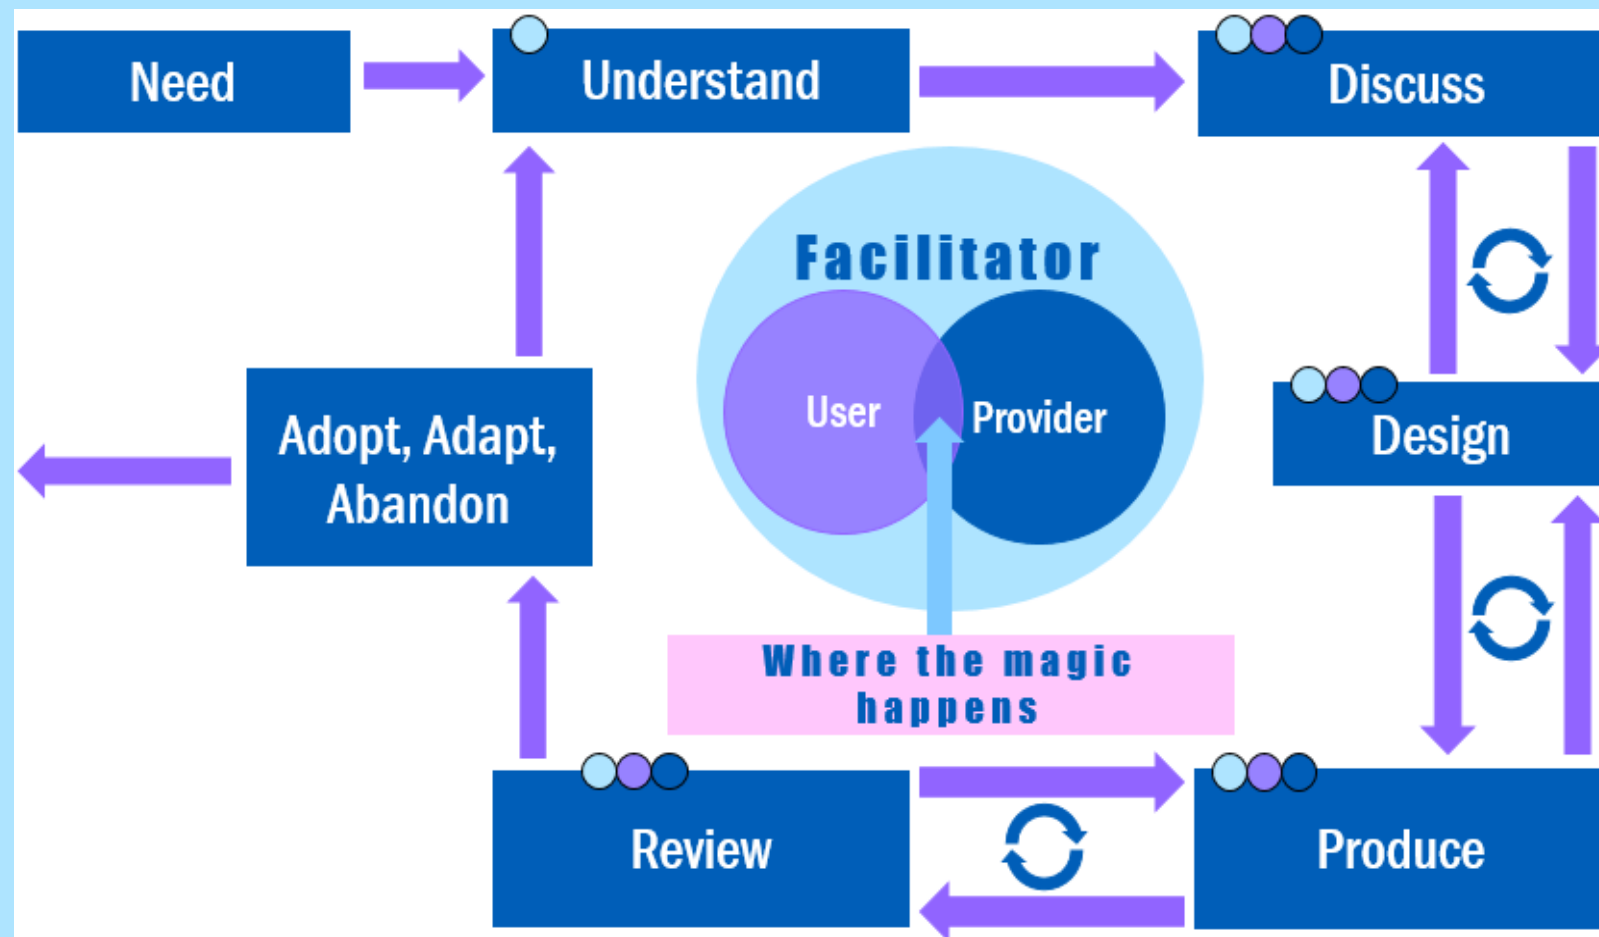 Need
Understand
Discuss
Facilitator
User
Provider
Design
Adopt, Adapt,
Abandon
Where the magic
happens
Review
Produce